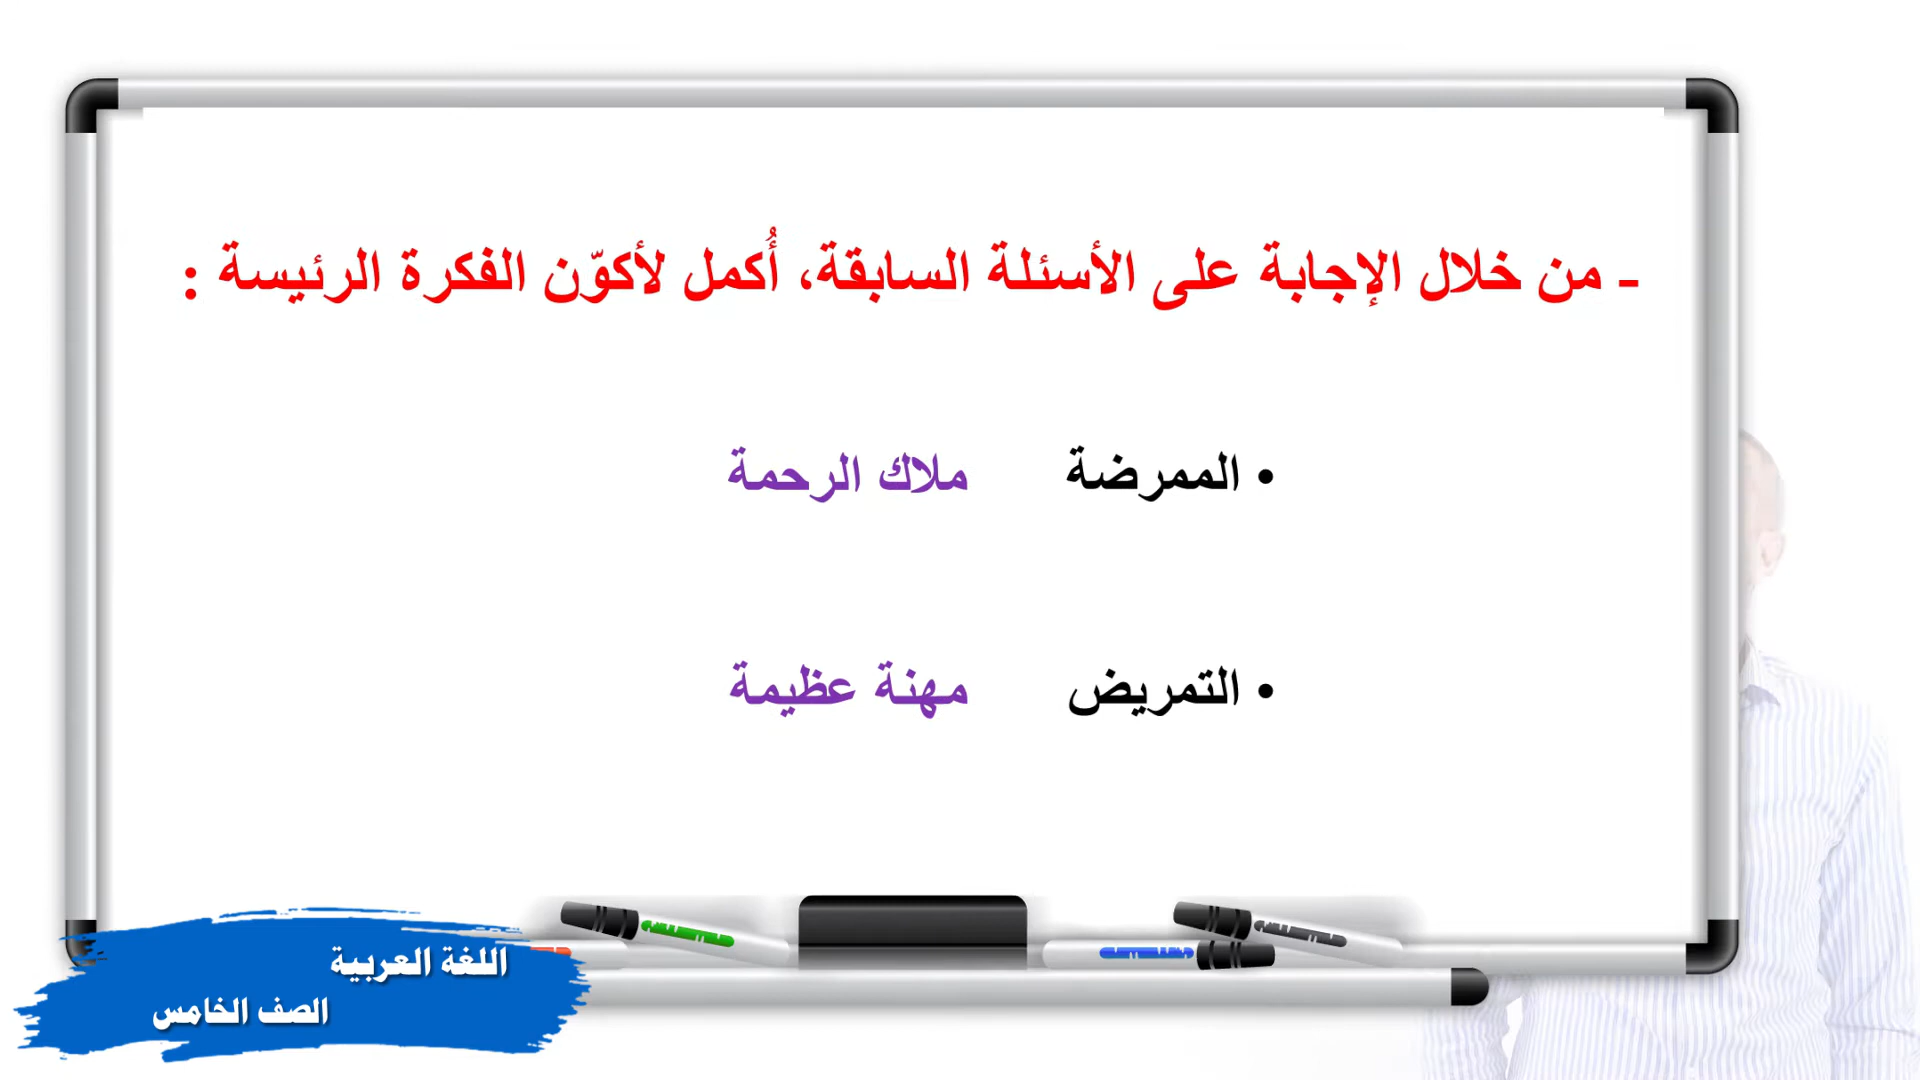 - من خلال الإجابة على الأسئلة السابقة، أُكمل لأكوّن الفكرة الرئيسة :
• الممرضة ملاك الرحمة
• التمريض مهنة عظيمة
اللغة العربية
الصف الخامس